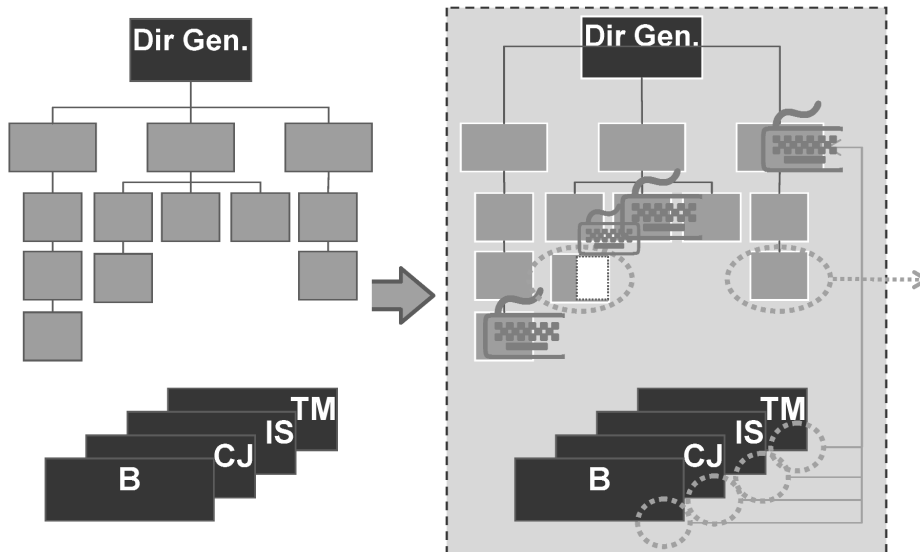 Dir Gen.
Dir Gen.
TM
IS
CJ
B
TM
IS
CJ
B